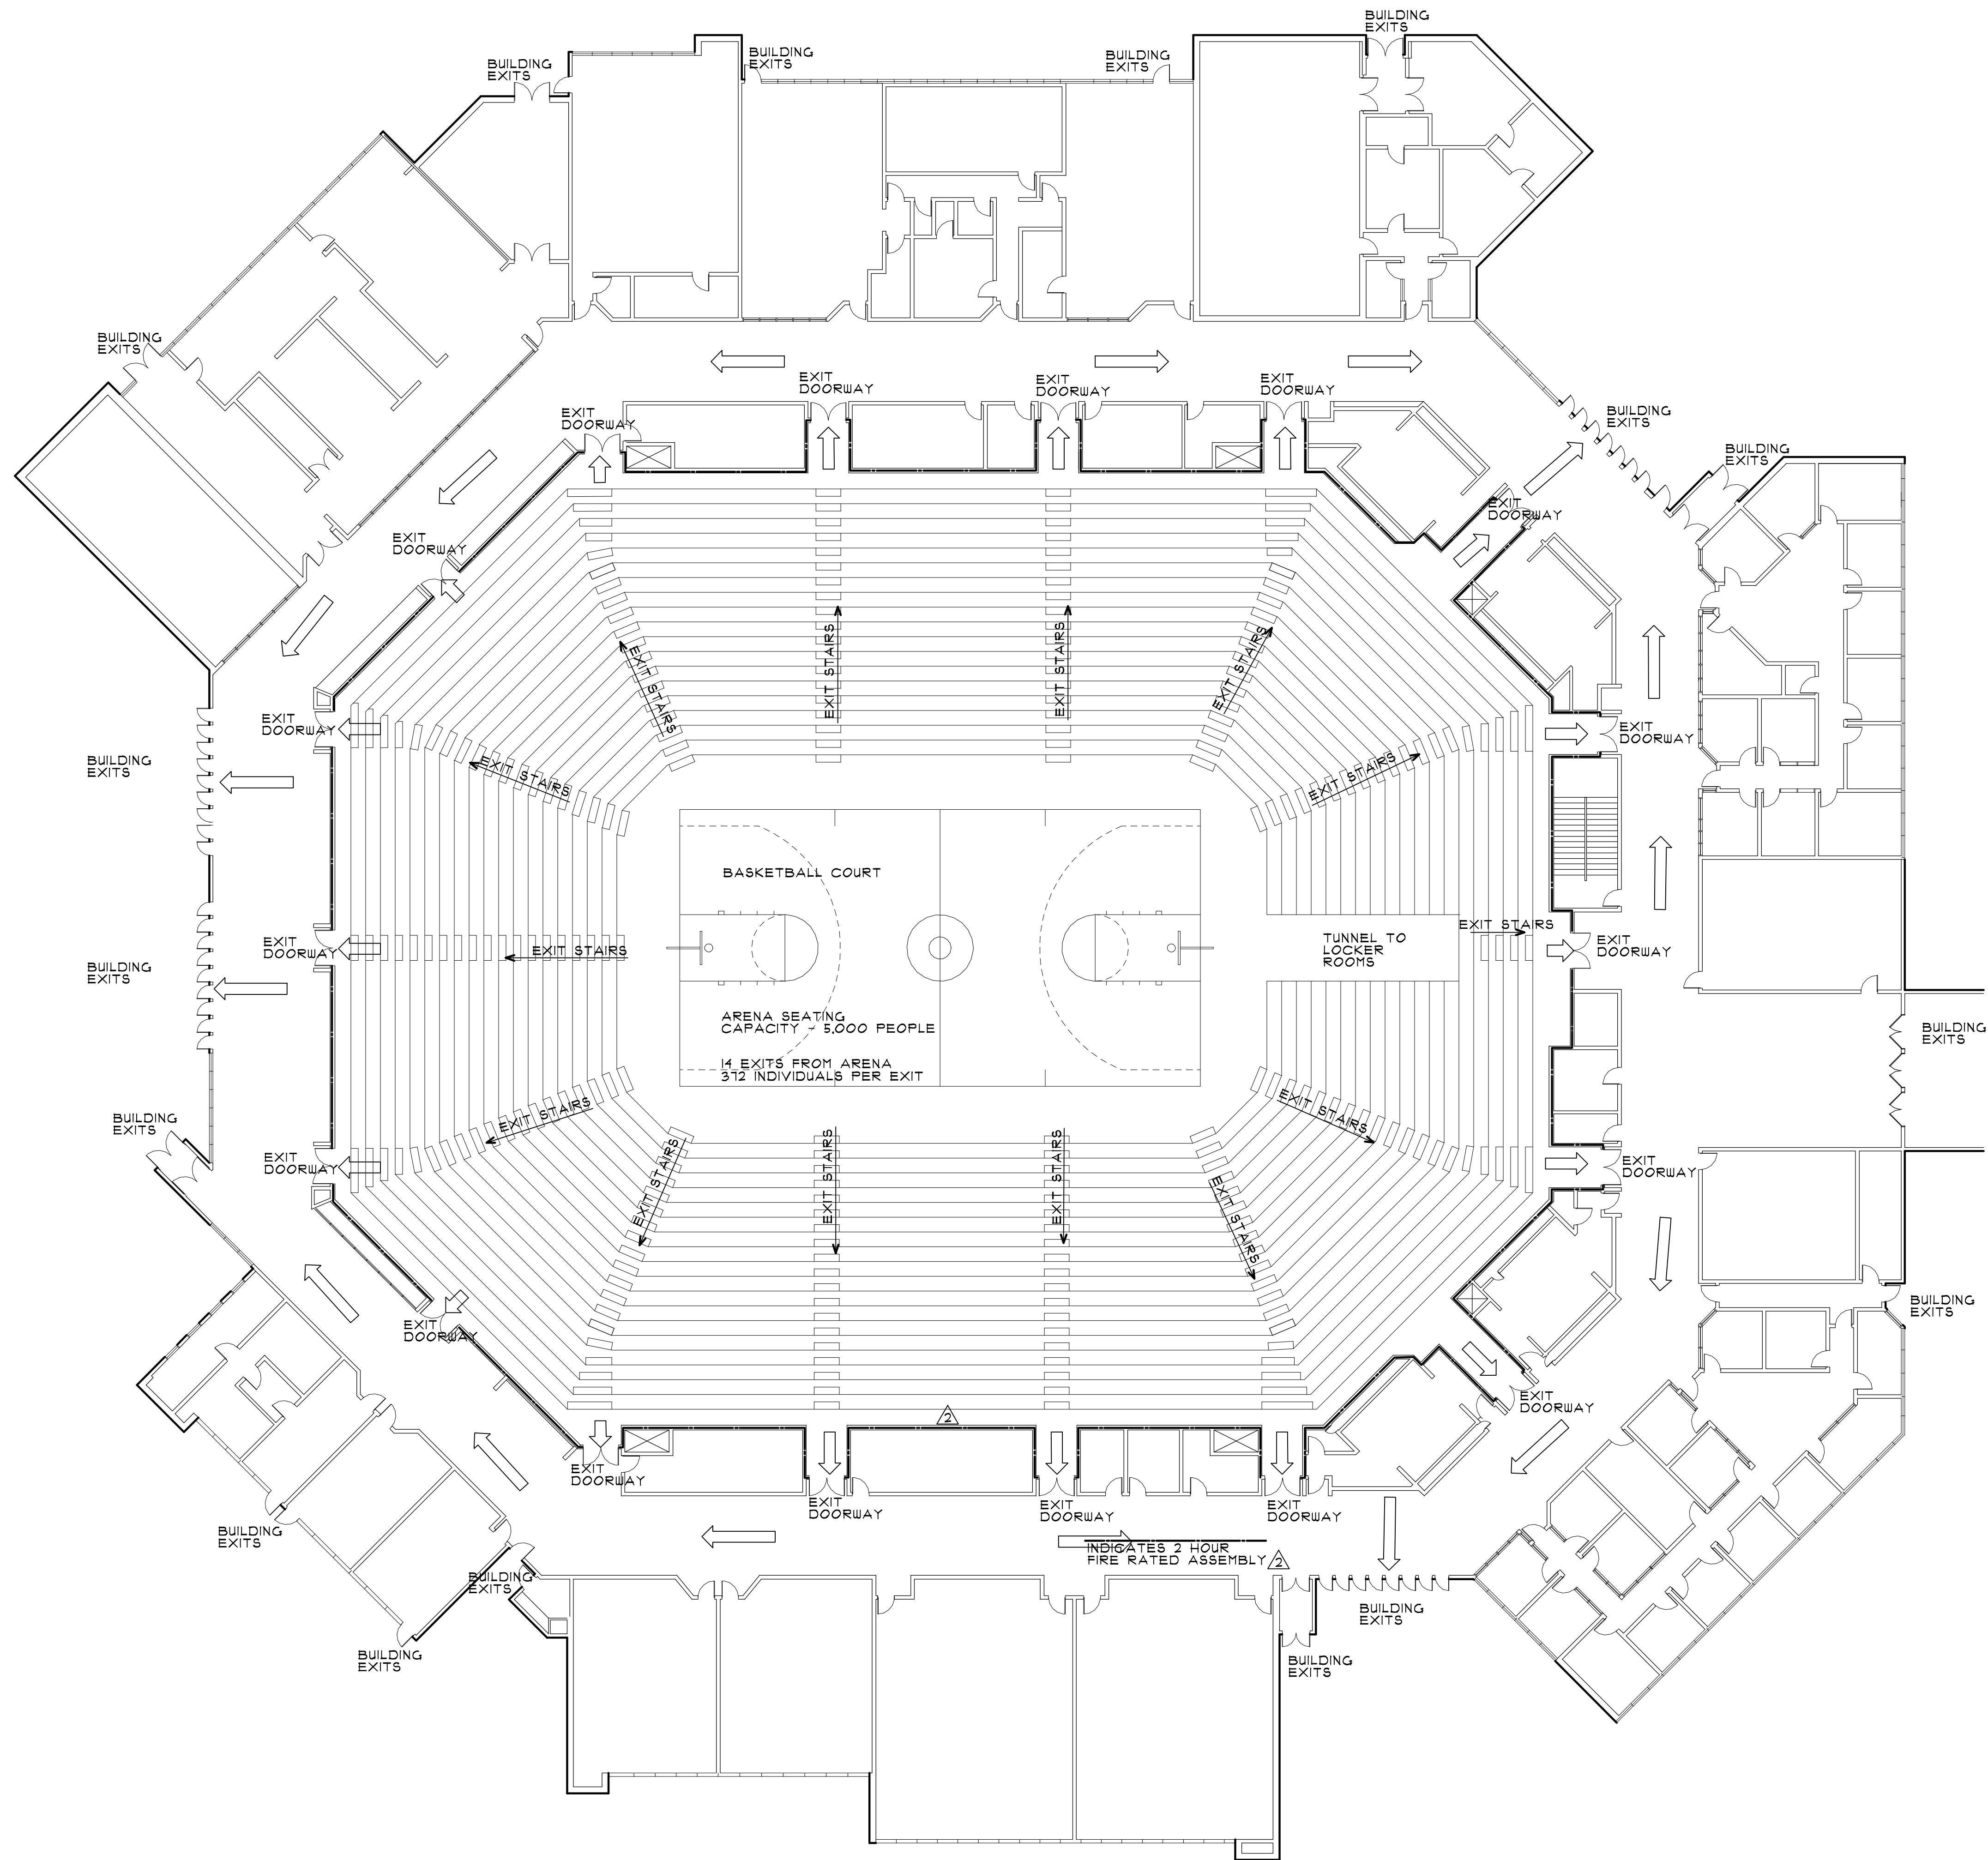 BUILDING
EXITS
BUILDING
EXITS
BUILDING
EXITS
BUILDING
EXITS
BUILDING
EXITS
EXIT
DOORWAY
EXIT
DOORWAY
EXIT
DOORWAY
EXIT
DOORWAY
BUILDING
EXITS
BUILDING
EXITS
EXIT
DOORWAY
EXIT
DOORWAY
EXIT STAIRS
EXIT STAIRS
EXIT STAIRS
EXIT STAIRS
EXIT
DOORWAY
EXIT
DOORWAY
BUILDING
EXITS
EXIT STAIRS
EXIT STAIRS
BASKETBALL COURT
EXIT STAIRS
EXIT
DOORWAY
EXIT STAIRS
TUNNEL TO
LOCKER
ROOMS
EXIT
DOORWAY
BUILDING
EXITS
ARENA SEATING
CAPACITY - 5,000 PEOPLE
BUILDING
EXITS
14 EXITS FROM ARENA
372 INDIVIDUALS PER EXIT
EXIT STAIRS
EXIT STAIRS
BUILDING
EXITS
EXIT
DOORWAY
EXIT STAIRS
EXIT STAIRS
EXIT STAIRS
EXIT STAIRS
EXIT
DOORWAY
BUILDING
EXITS
EXIT
DOORWAY
EXIT
DOORWAY
2
EXIT
DOORWAY
EXIT
DOORWAY
EXIT
DOORWAY
EXIT
DOORWAY
BUILDING
EXITS
INDICATES 2 HOUR
FIRE RATED ASSEMBLY
2
BUILDING
EXITS
BUILDING
EXITS
BUILDING
EXITS
BUILDING
EXITS